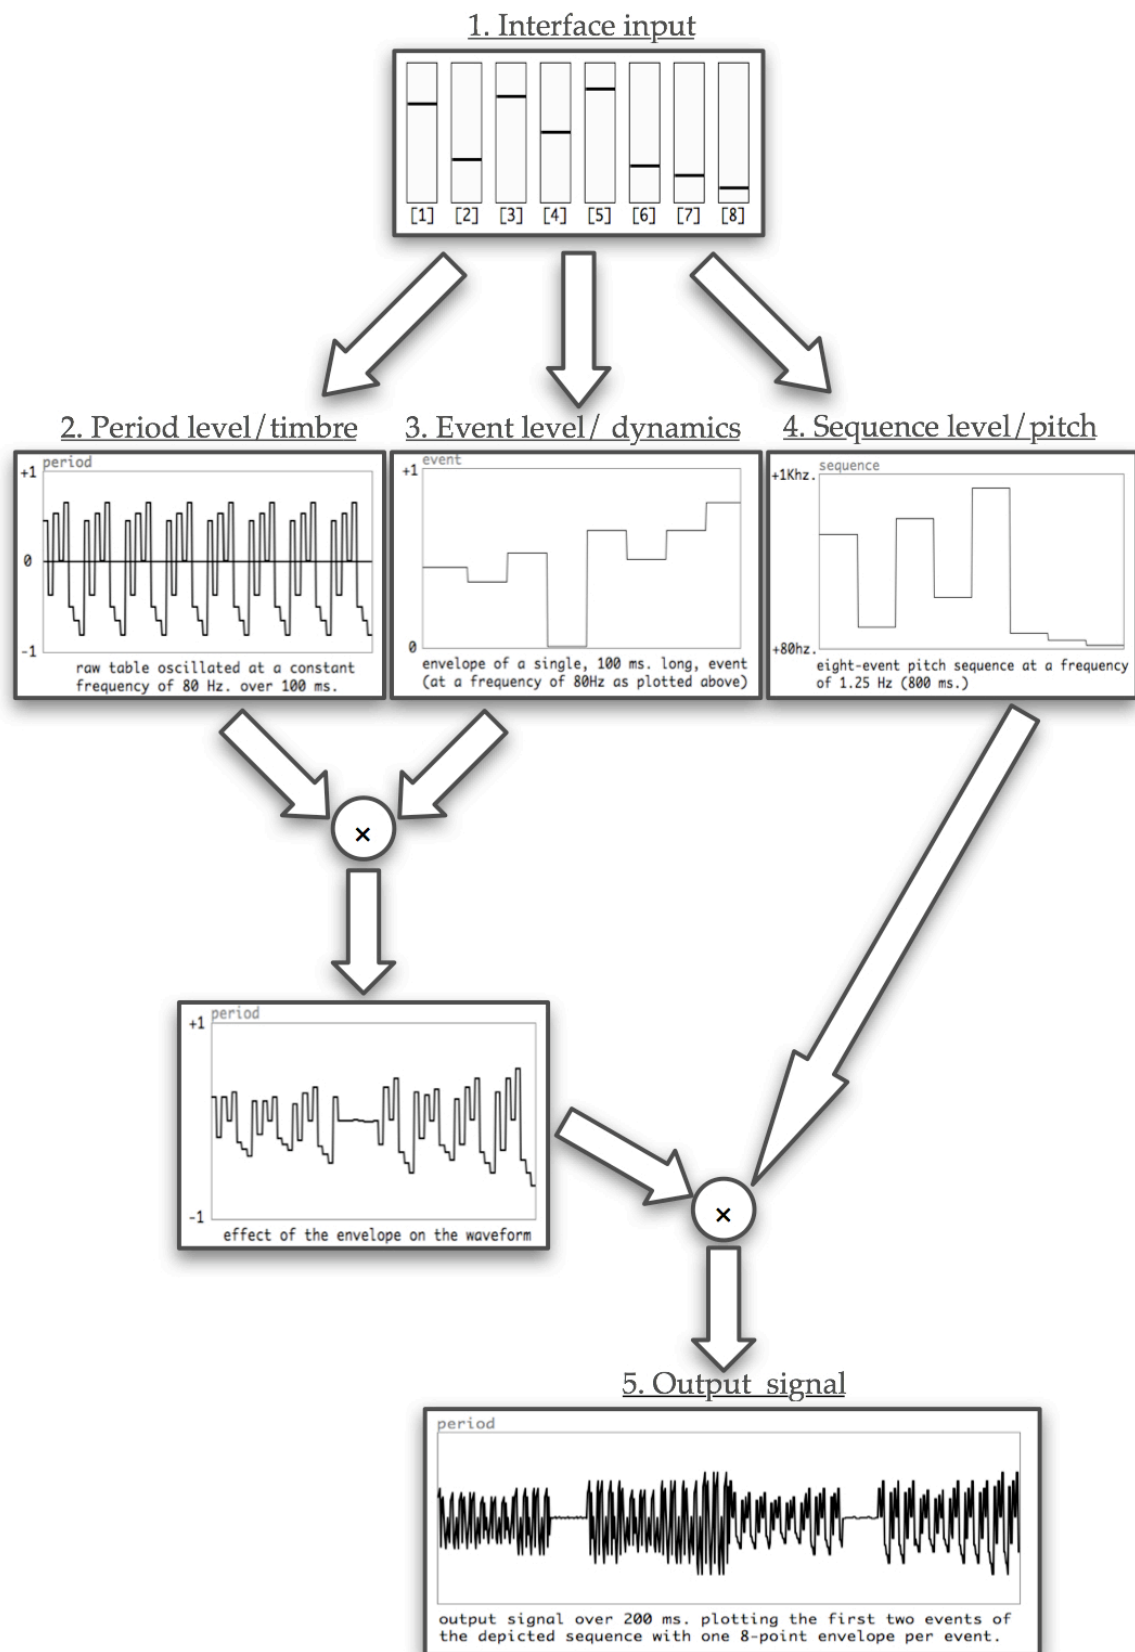 1. Interface input
[1] [2] [3] [4] [5] [6] [7] [8]
2. Period level/timbre
3. Event level/ dynamics
4. Sequence level/pitch
period
+1
0
-1
raw table oscillated at a constant
frequency of 80 Hz. over 100 ms.
event
+1
0
envelope of a single, 100 ms. long, event
(at a frequency of 80Hz as plotted above)
sequence
+1Khz.
+80hz.
eight-event pitch sequence at a frequency
of 1.25 Hz (800 ms.)
×
period
+1
-1
effect of the envelope on the waveform
×
5. Output signal
period
output signal over 200 ms. plotting the first two events of
the depicted sequence with one 8-point envelope per event.